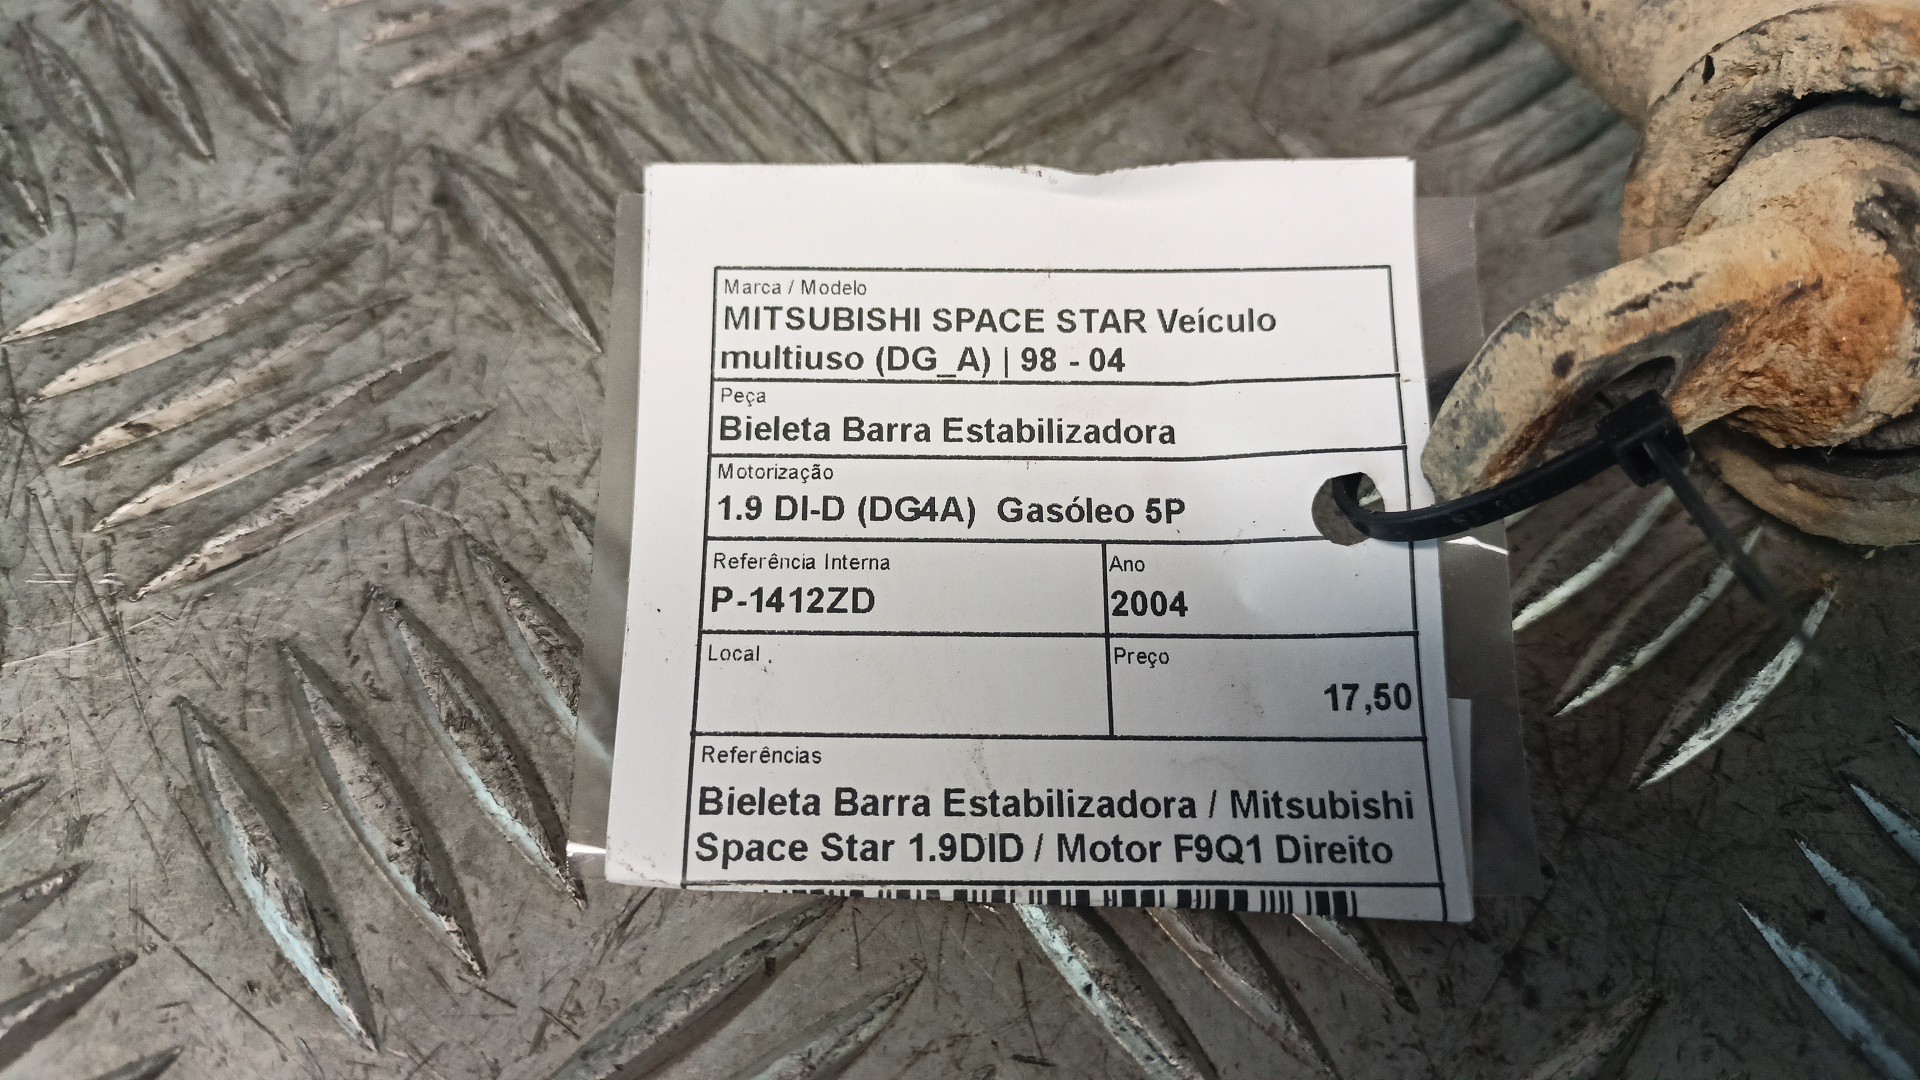 Marca / Modelo
MITSUBISHI SPACE STAR Veículo
multiuso (DG_A) | 98 - 04
Peça
Bieleta Barra Estabilizadora
Motorização
1.9 DI-D (DG4A) Gasóleo 5P
Referência Interna
P-1412ZD
Ano
2004
Local
Preço
17,50
Referências
Bieleta Barra Estabilizadora / Mitsubishi
Space Star 1.9DID / Motor F9Q1 Direito